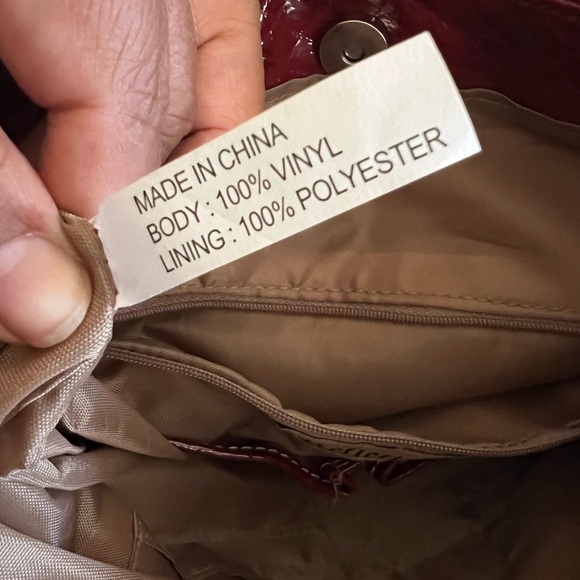 MADE IN CHINA
BODY : 100% VINYL
LINING : 100% POLYESTER